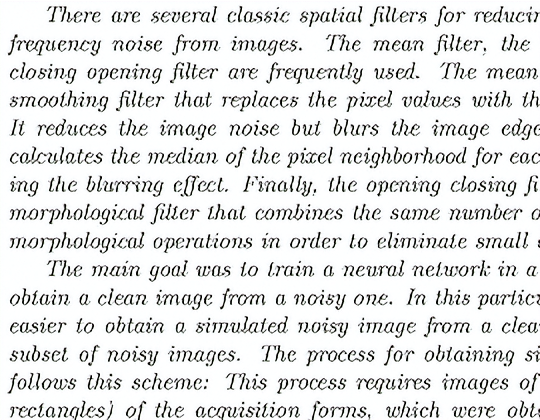 There are several classic spatial filters for reducin
frequency noise from images. The mean filter, the
closing opening filter are frequently used. The mean
smoothing filter that replaces the pixel values with th
It reduces the image noise but blurs the image edge
calculates the median of the pixel neighborhood for eac
ing the blurring effect. Finally, the opening closing fi
morphological filter that combines the same number o
morphological operations in order to eliminate small
The main goal was to train a neural network in a
obtain a clean image from a noisy one. In this particu
easier to obtain a simulated noisy image from a clea
subset of noisy images. The process for obtaining si
follows this scheme: This process requires images of
rectangles) of the acquisition forms, which were obt